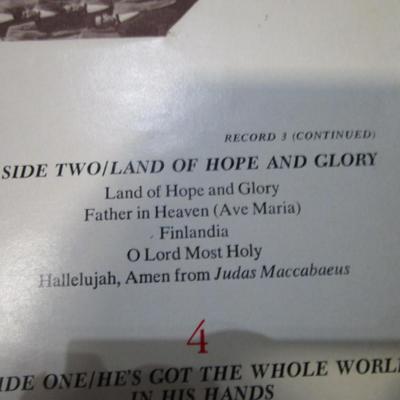 RECORD 3 (CONTINUED)
SIDE TWO/LAND OF HOPE AND GLORY
Land of Hope and Glory
Father in Heaven (Ave Maria)
Finlandia
O Lord Most Holy
Hallelujah, Amen from Judas Maccabaeus
4
IDE ONE/HE'S GOT THE WHOLE WORLD
IN HIS HANDS